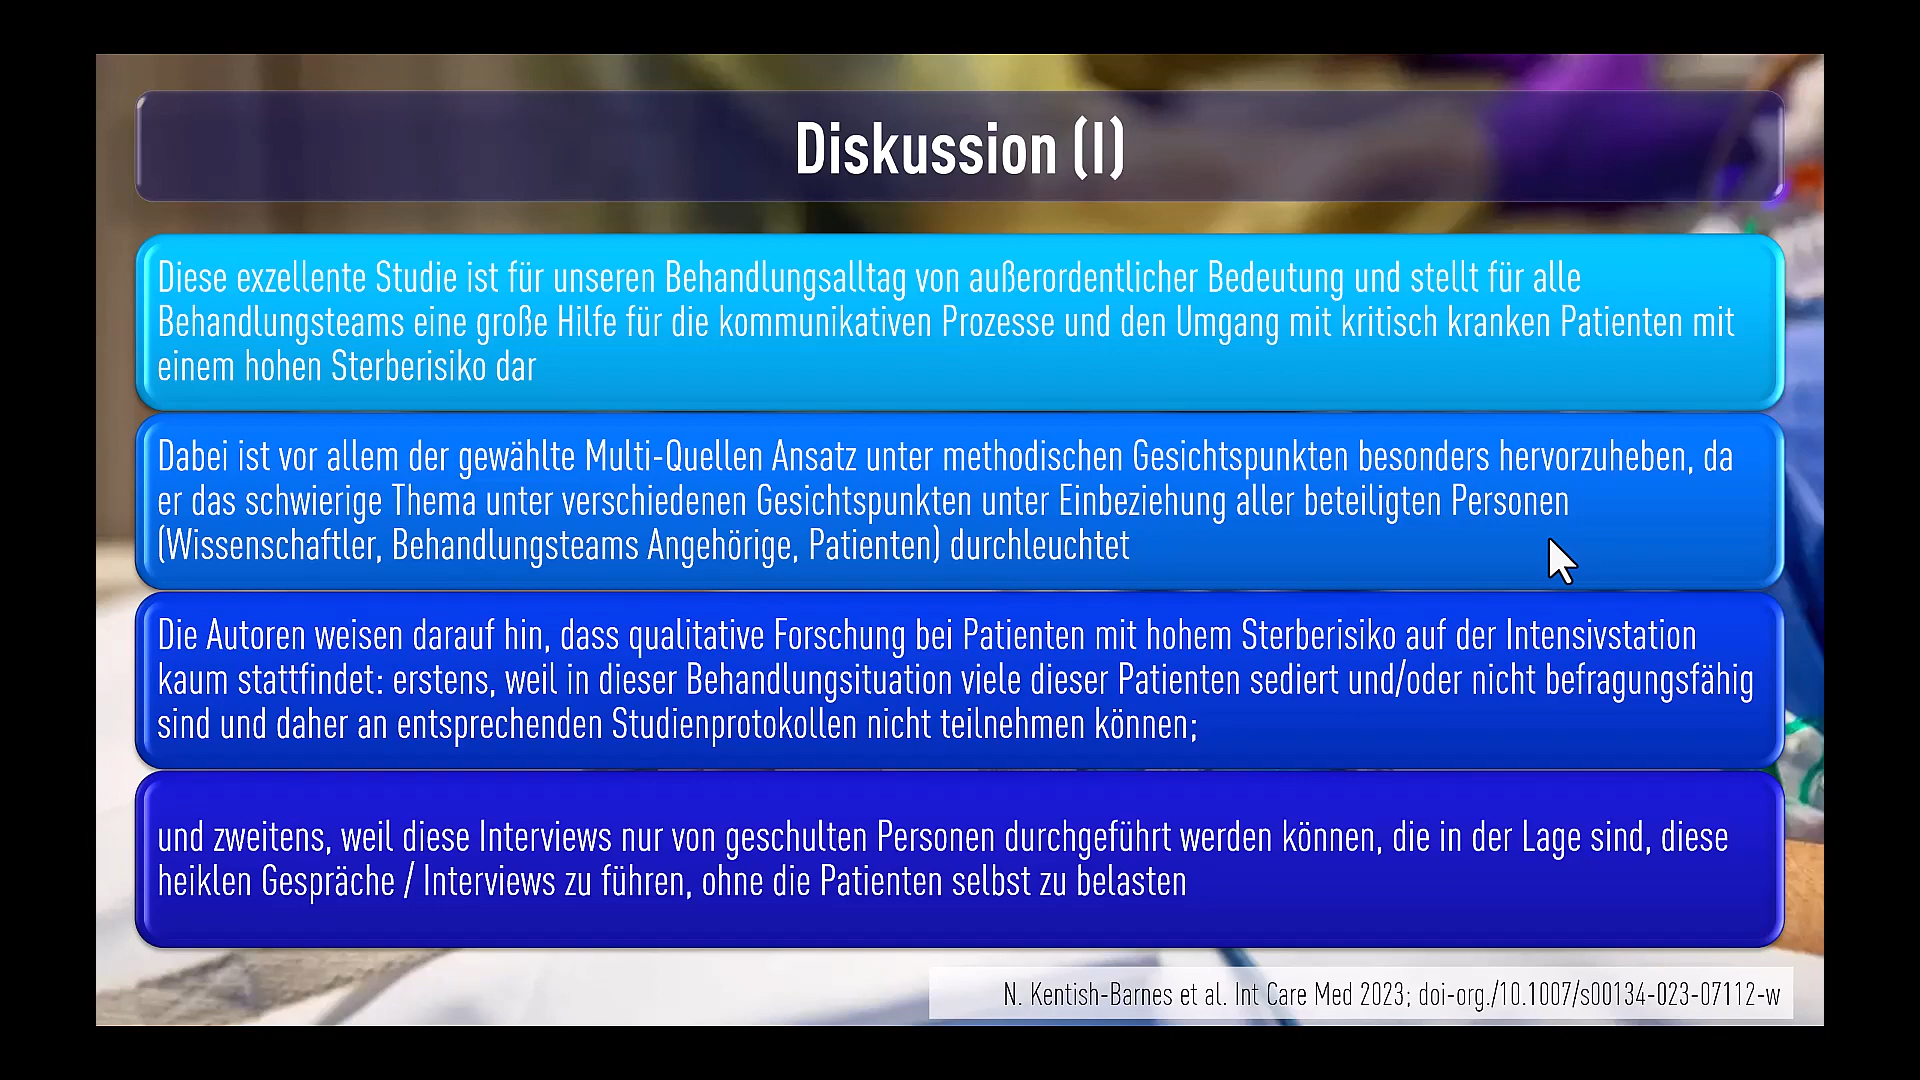 Diskussion (I)
Diese exzellente Studie ist für unseren Behandlungsalltag von außerordentlicher Bedeutung und stellt für alle
Behandlungsteams eine große Hilfe für die kommunikativen Prozesse und den Umgang mit kritisch kranken Patienten mit
einem hohen Sterberisiko dar
Dabei ist vor allem der gewählte Multi-Quellen Ansatz unter methodischen Gesichtspunkten besonders hervorzuheben, da
er das schwierige Thema unter verschiedenen Gesichtspunkten unter Einbeziehung aller beteiligten Personen
(Wissenschaftler, Behandlungsteams Angehörige, Patienten) durchleuchtet
Die Autoren weisen darauf hin, dass qualitative Forschung bei Patienten mit hohem Sterberisiko auf der Intensivstation
kaum stattfindet: erstens, weil in dieser Behandlungsituation viele dieser Patienten sediert und/oder nicht befragungsfähig
sind und daher an entsprechenden Studienprotokollen nicht teilnehmen können;
und zweitens, weil diese Interviews nur von geschulten Personen durchgeführt werden können, die in der Lage sind, diese
heiklen Gespräche / Interviews zu führen, ohne die Patienten selbst zu belasten
N. Kentish-Barnes et al. Int Care Med 2023; doi-org./10.1007/s00134-023-07112-w